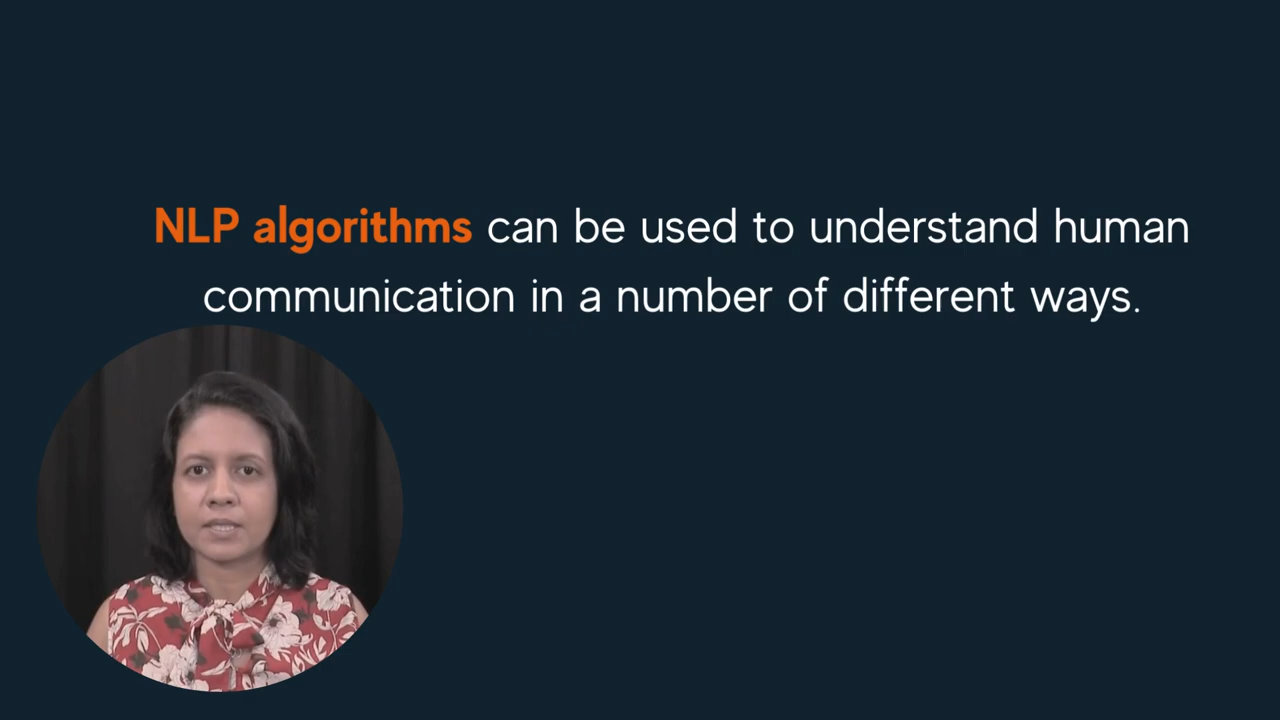 NLP algorithms can be used to understand human
communication in a number of different ways.